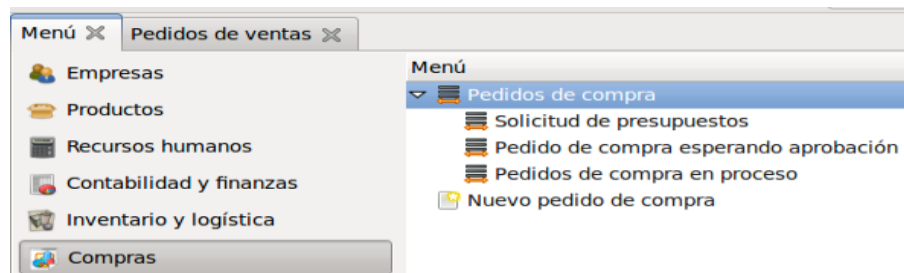 Menú
Pedidos de ventas
Empresas
Productos
Recursos humanos
Contabilidad y finanzas
Inventario y logística
Compras
Menú
Pedidos de compra
Solicitud de presupuestos
Pedido de compra esperando aprobación
Pedidos de compra en proceso
Nuevo pedido de compra